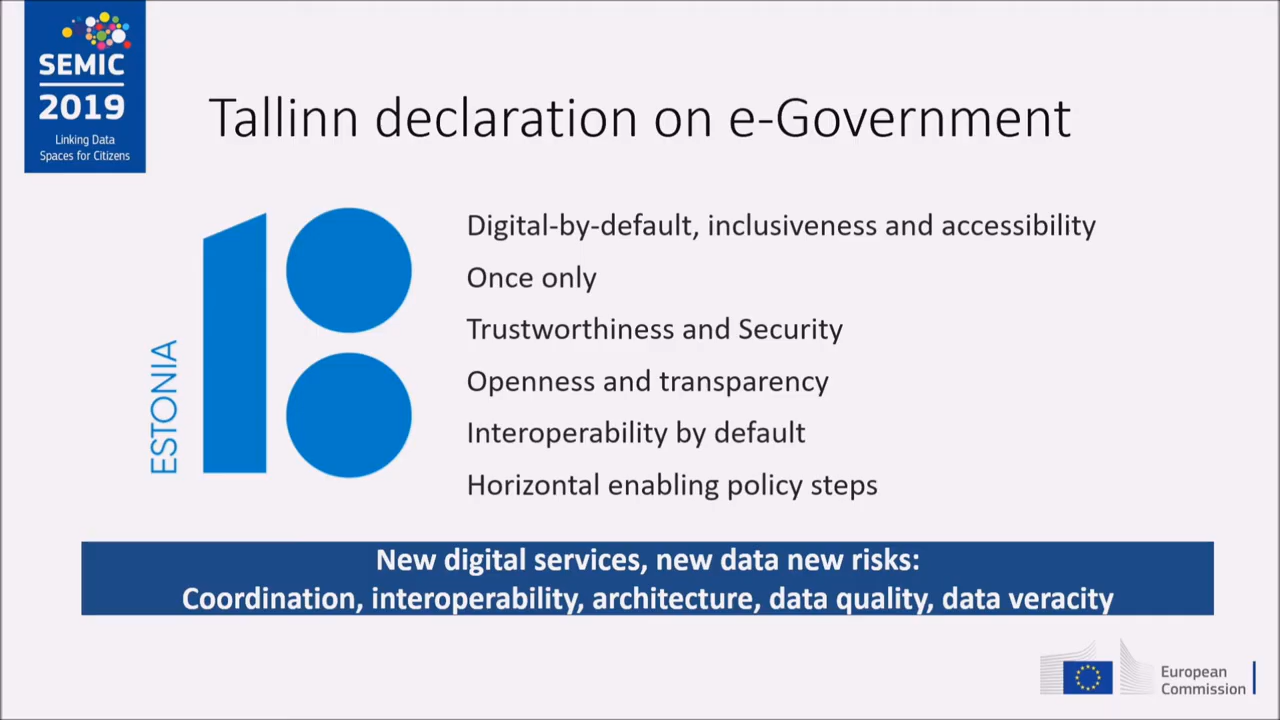 SEMIC
2019
Linking Data
Spaces for Citizens
Tallinn declaration on e-Government
ESTONIA
18
Digital-by-default, inclusiveness and accessibility
Once only
Trustworthiness and Security
Openness and transparency
Interoperability by default
Horizontal enabling policy steps
New digital services, new data new risks:
Coordination, interoperability, architecture, data quality, data veracity
European
Commission